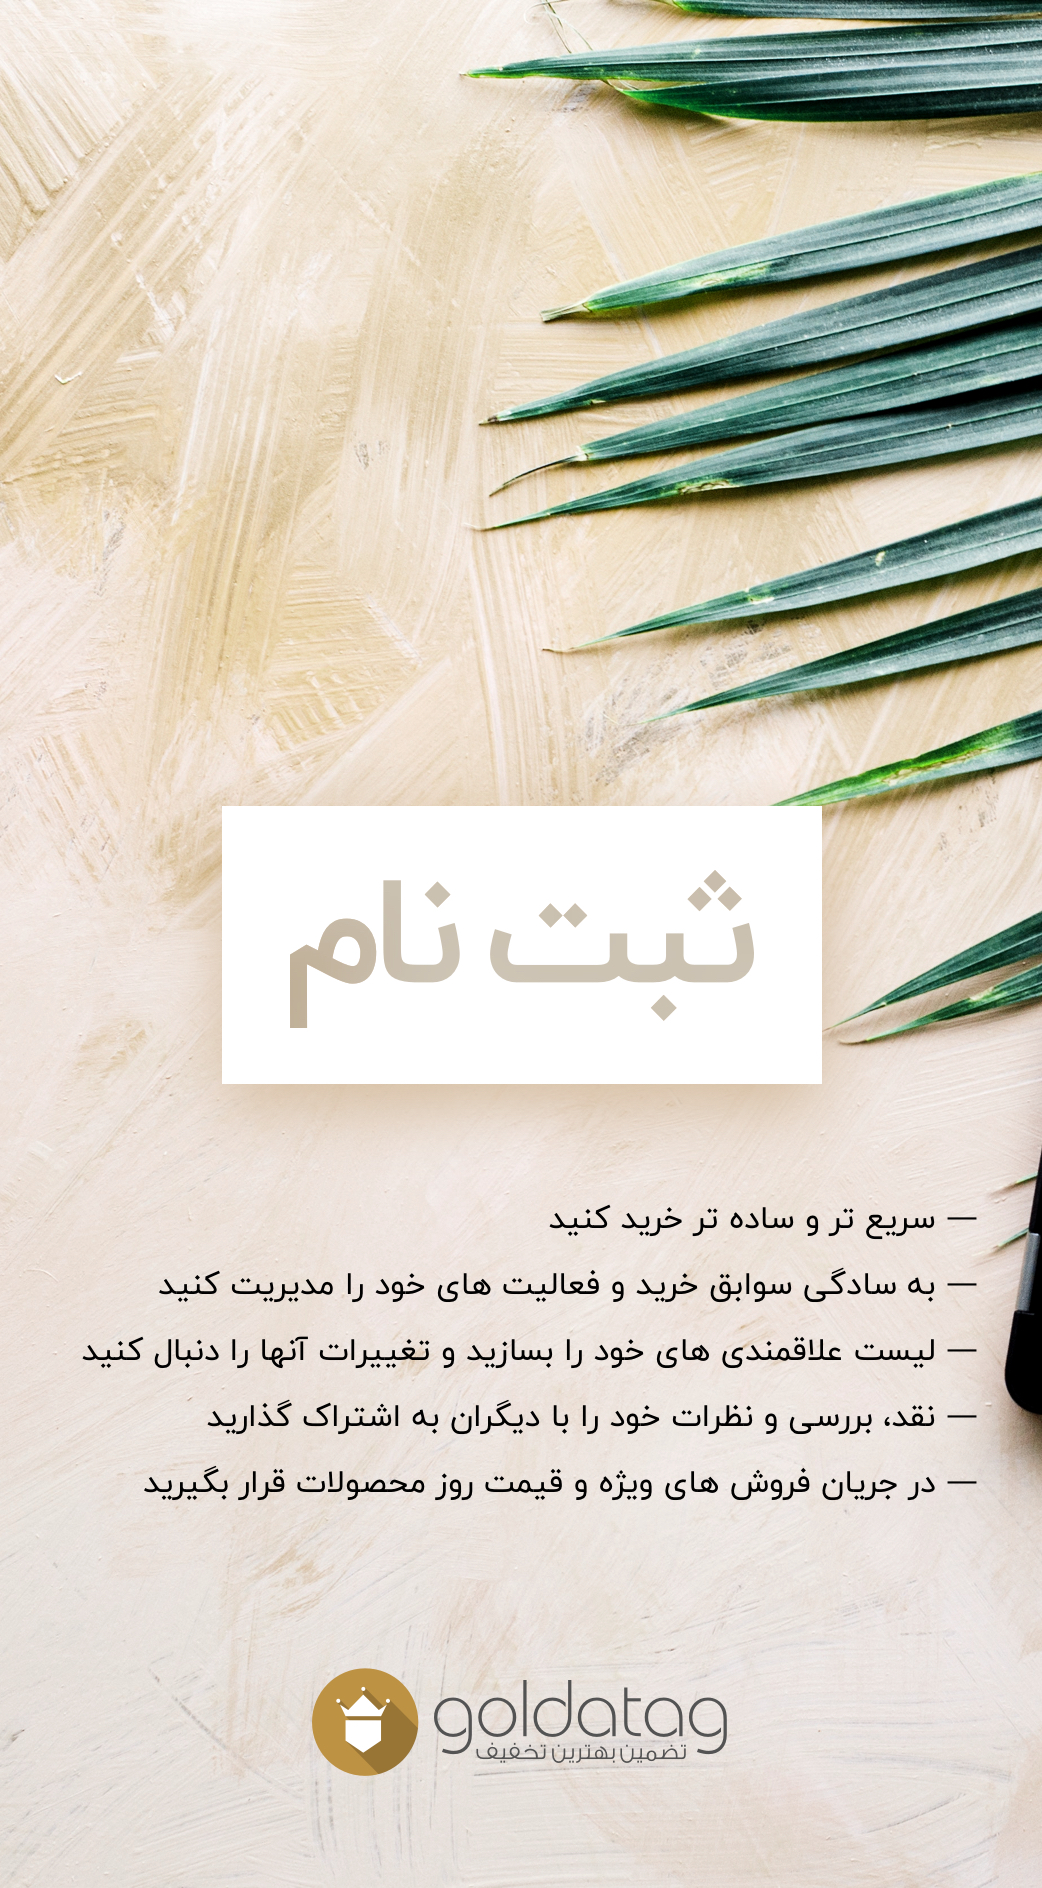 ثبت نام
— سریع تر و ساده تر خرید کنید
— به سادگی سوابق خرید و فعالیت های خود را مدیریت کنید
— لیست علاقمندی های خود را بسازید و تغییرات آنها را دنبال کنید
— نقد، بررسی و نظرات خود را با دیگران به اشتراک گذارید
— در جریان فروش های ویژه و قیمت روز محصولات قرار بگیرید
goldatag
تضمین بهترین تخفیف